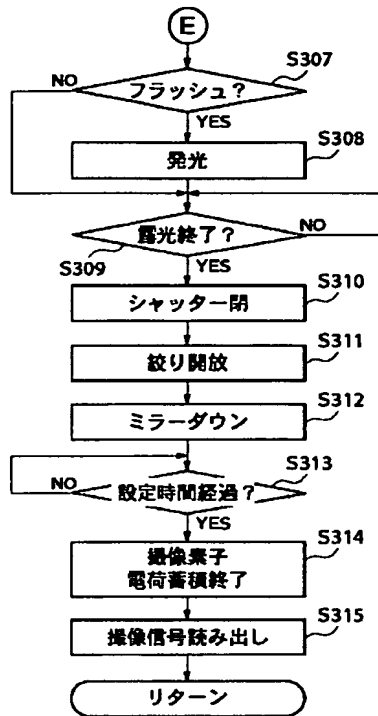 E
S307
NO
フラッシュ?
YES
S308
発光
露光終了?
NO
S309
YES
S310
シャッター閉
S311
絞り開放
S312
ミラーダウン
S313
NO
設定時間経過?
YES
S314
撮像素子
電荷蓄積終了
S315
撮像信号読み出し
リターン